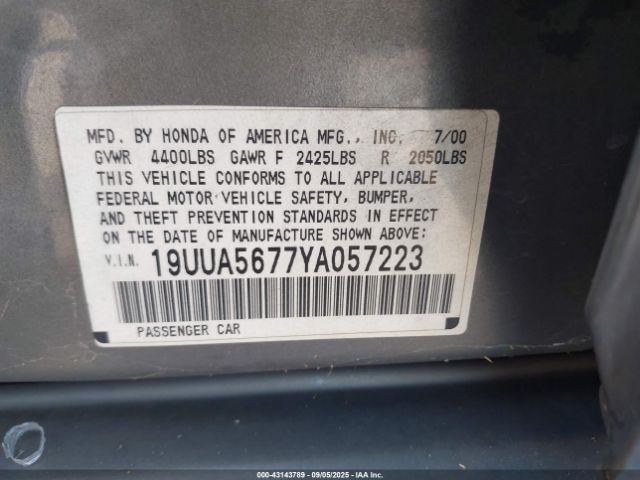 MFD. BY HONDA OF AMERICA MFG., INC. 7/00
GVWR 4400LBS GAWR F 2425LBS R 2050LBS
THIS VEHICLE CONFORMS TO ALL APPLICABLE
FEDERAL MOTOR VEHICLE SAFETY, BUMPER,
AND THEFT PREVENTION STANDARDS IN EFFECT
ON THE DATE OF MANUFACTURE SHOWN ABOVE:
V.I.N. 19UUA5677YA057223
PASSENGER CAR
000-43143789 - 09/05/2025 - IAAI.COM